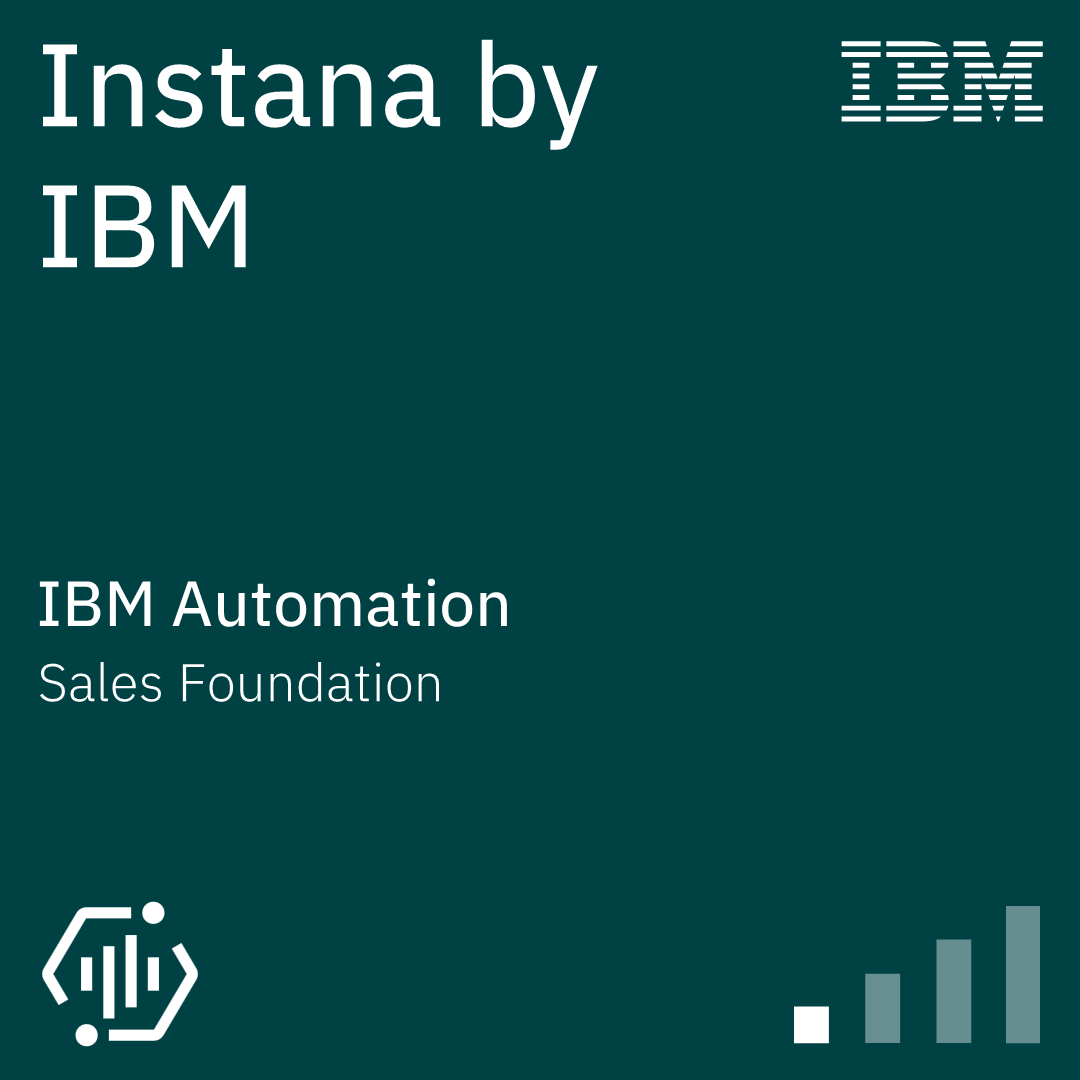 Instana by
IBM
IBM
IBM Automation
Sales Foundation